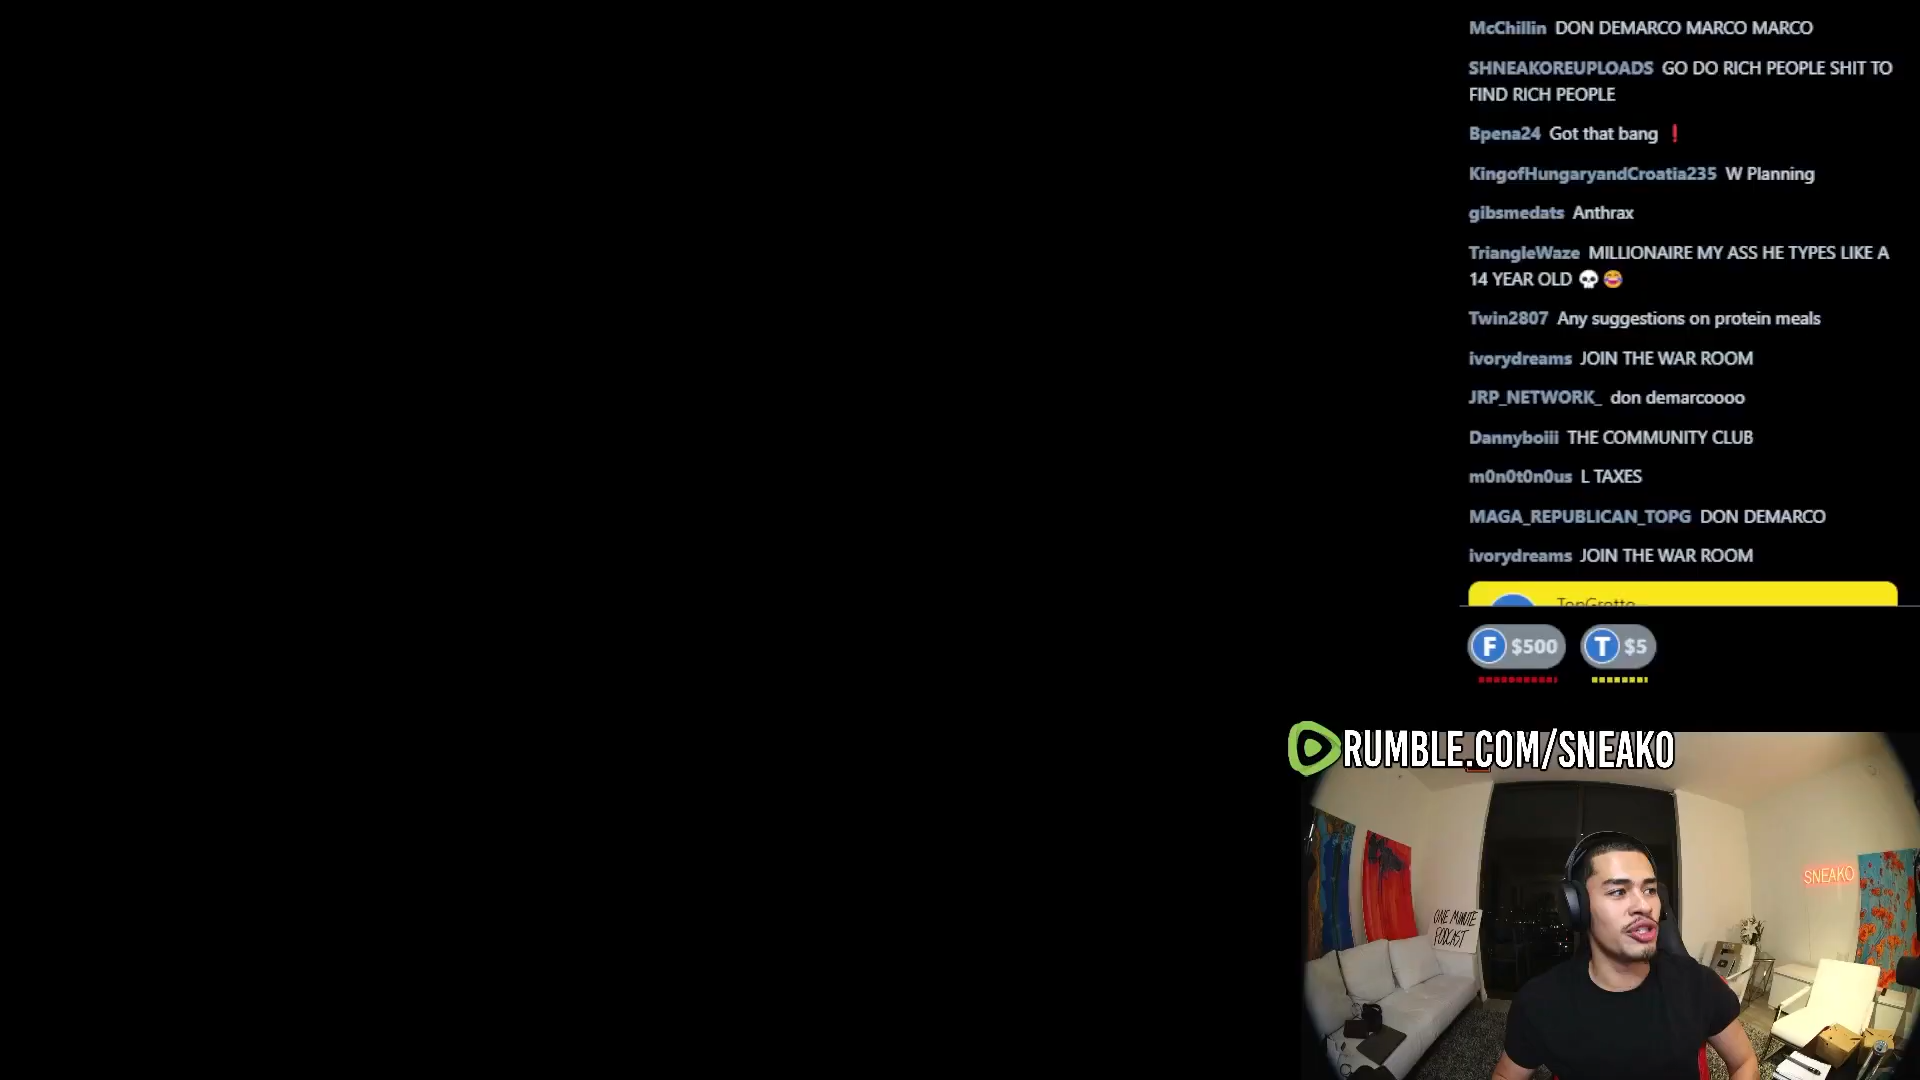 McChillin DON DEMARCO MARCO MARCO
SHNEAKOREUPLOADS GO DO RICH PEOPLE SHIT TO
FIND RICH PEOPLE
Bpena24 Got that bang ❗
KingofHungaryandCroatia235 W Planning
gibsmedats Anthrax
TriangleWaze MILLIONAIRE MY ASS HE TYPES LIKE A
14 YEAR OLD 💀😂
Twin2807 Any suggestions on protein meals
ivorydreams JOIN THE WAR ROOM
JRP_NETWORK_ don demarcoooo
Dannyboiii THE COMMUNITY CLUB
m0n0t0n0us L TAXES
MAGA_REPUBLICAN_TOPG DON DEMARCO
ivorydreams JOIN THE WAR ROOM
F $500 T $5
RUMBLE.COM/SNEAKO
SNEAKO
ONE MINUTE
PODCAST